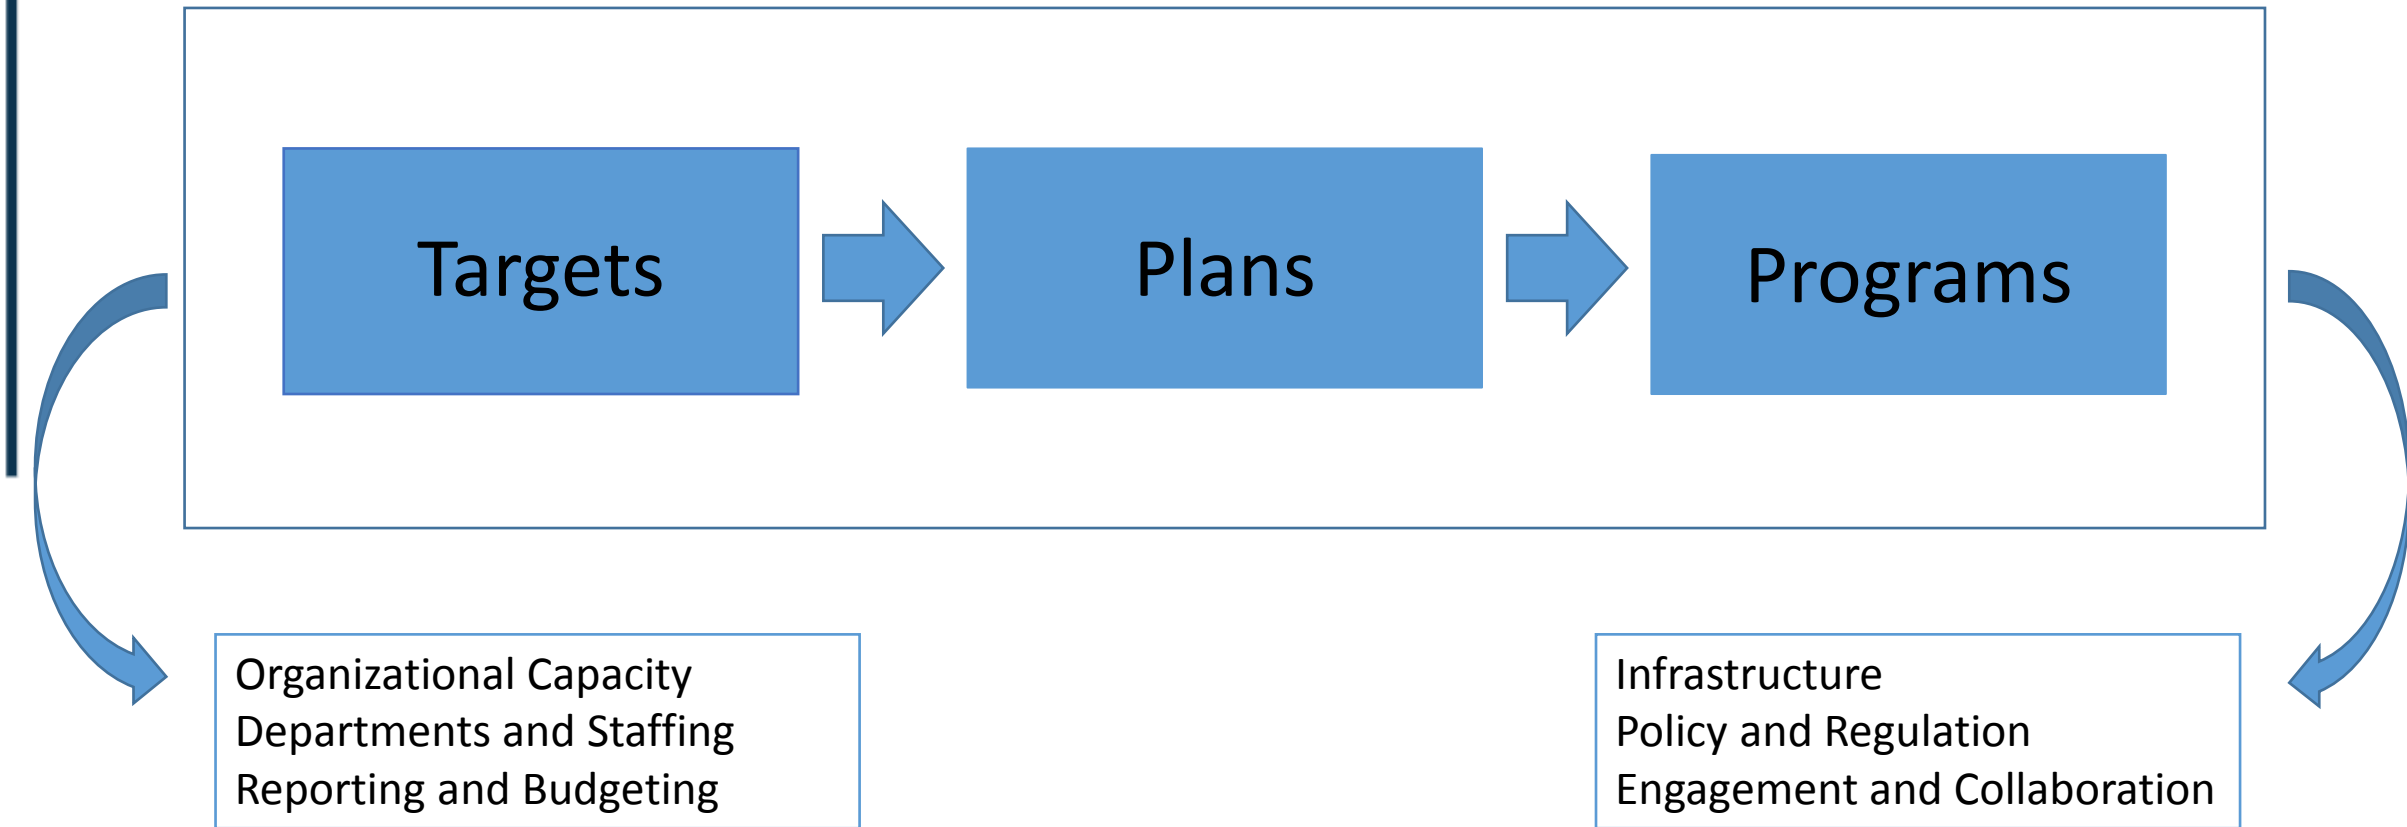 Targets
Plans
Programs
Organizational Capacity
Departments and Staffing
Reporting and Budgeting
Infrastructure
Policy and Regulation
Engagement and Collaboration